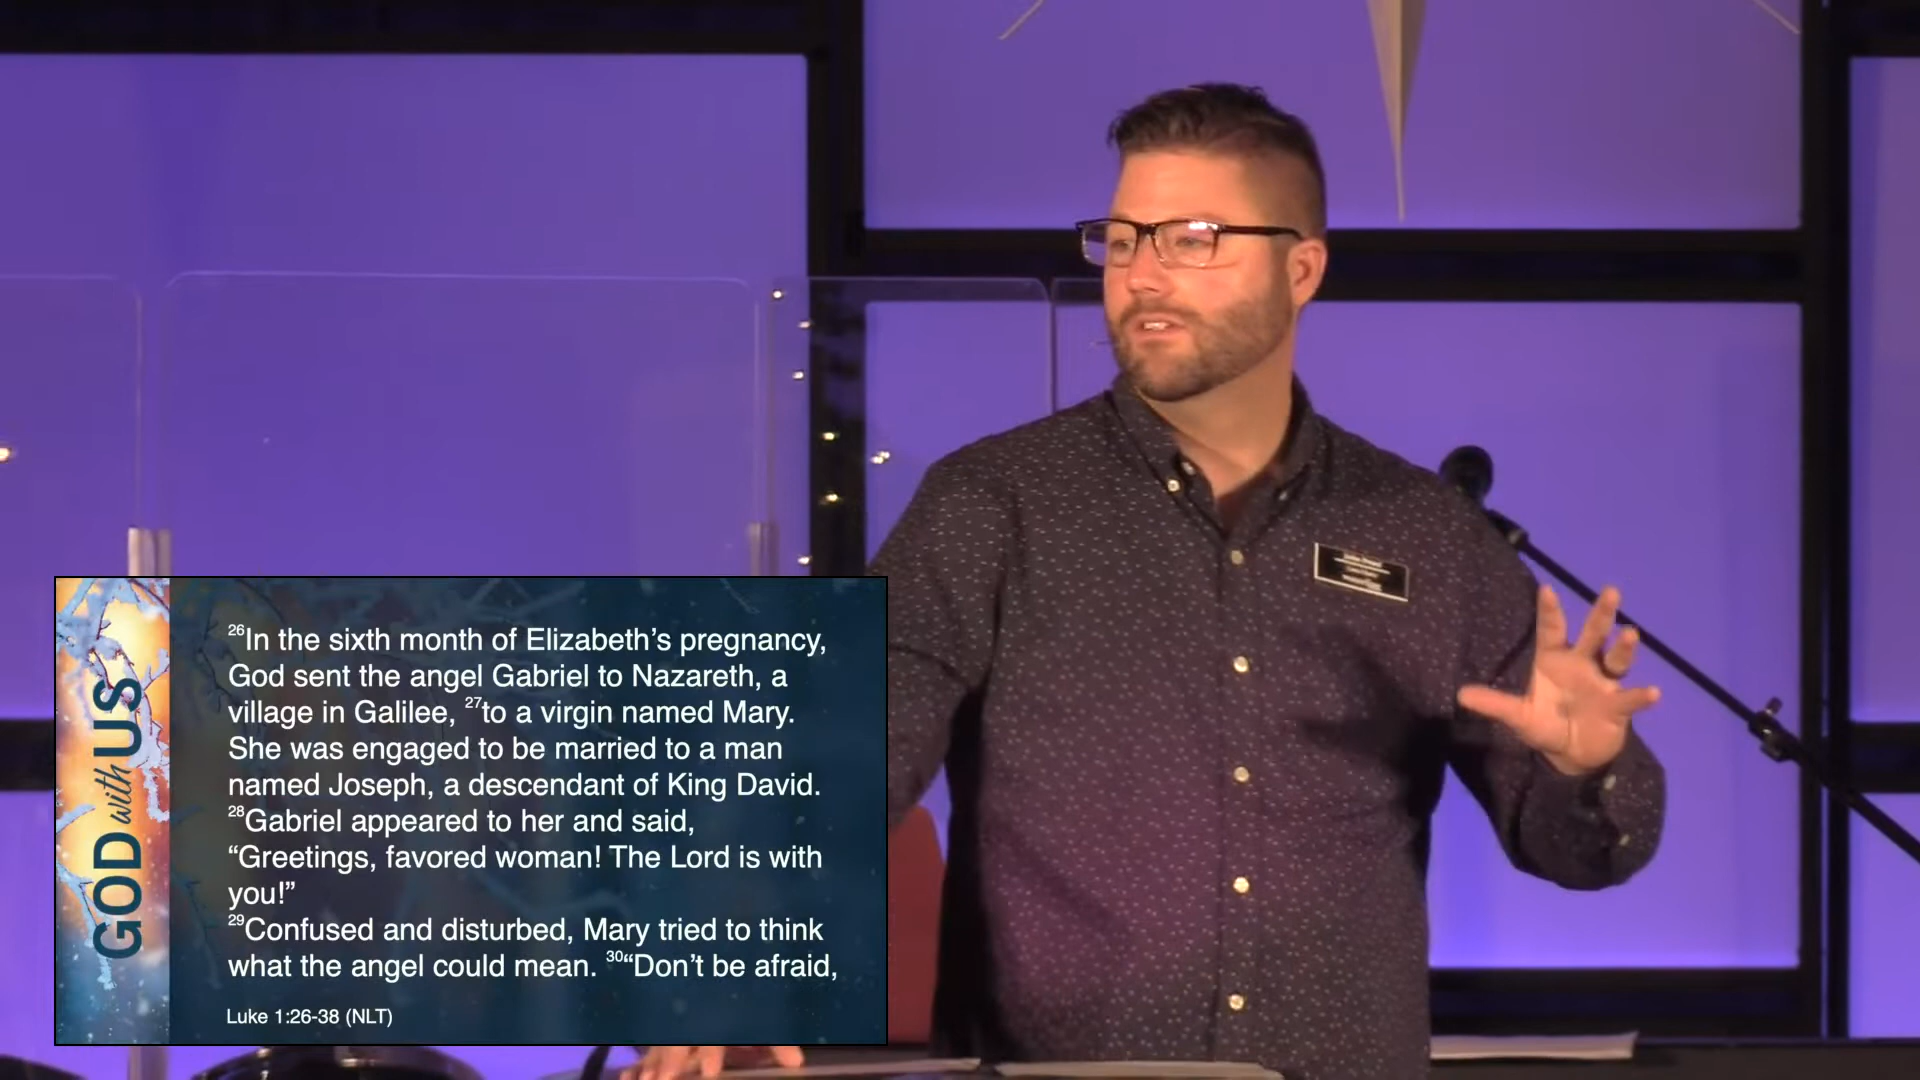 GOD with US
²⁶In the sixth month of Elizabeth’s pregnancy,
God sent the angel Gabriel to Nazareth, a
village in Galilee, ²⁷to a virgin named Mary.
She was engaged to be married to a man
named Joseph, a descendant of King David.
²⁸Gabriel appeared to her and said,
“Greetings, favored woman! The Lord is with
you!”
²⁹Confused and disturbed, Mary tried to think
what the angel could mean. ³⁰“Don’t be afraid,
Luke 1:26-38 (NLT)